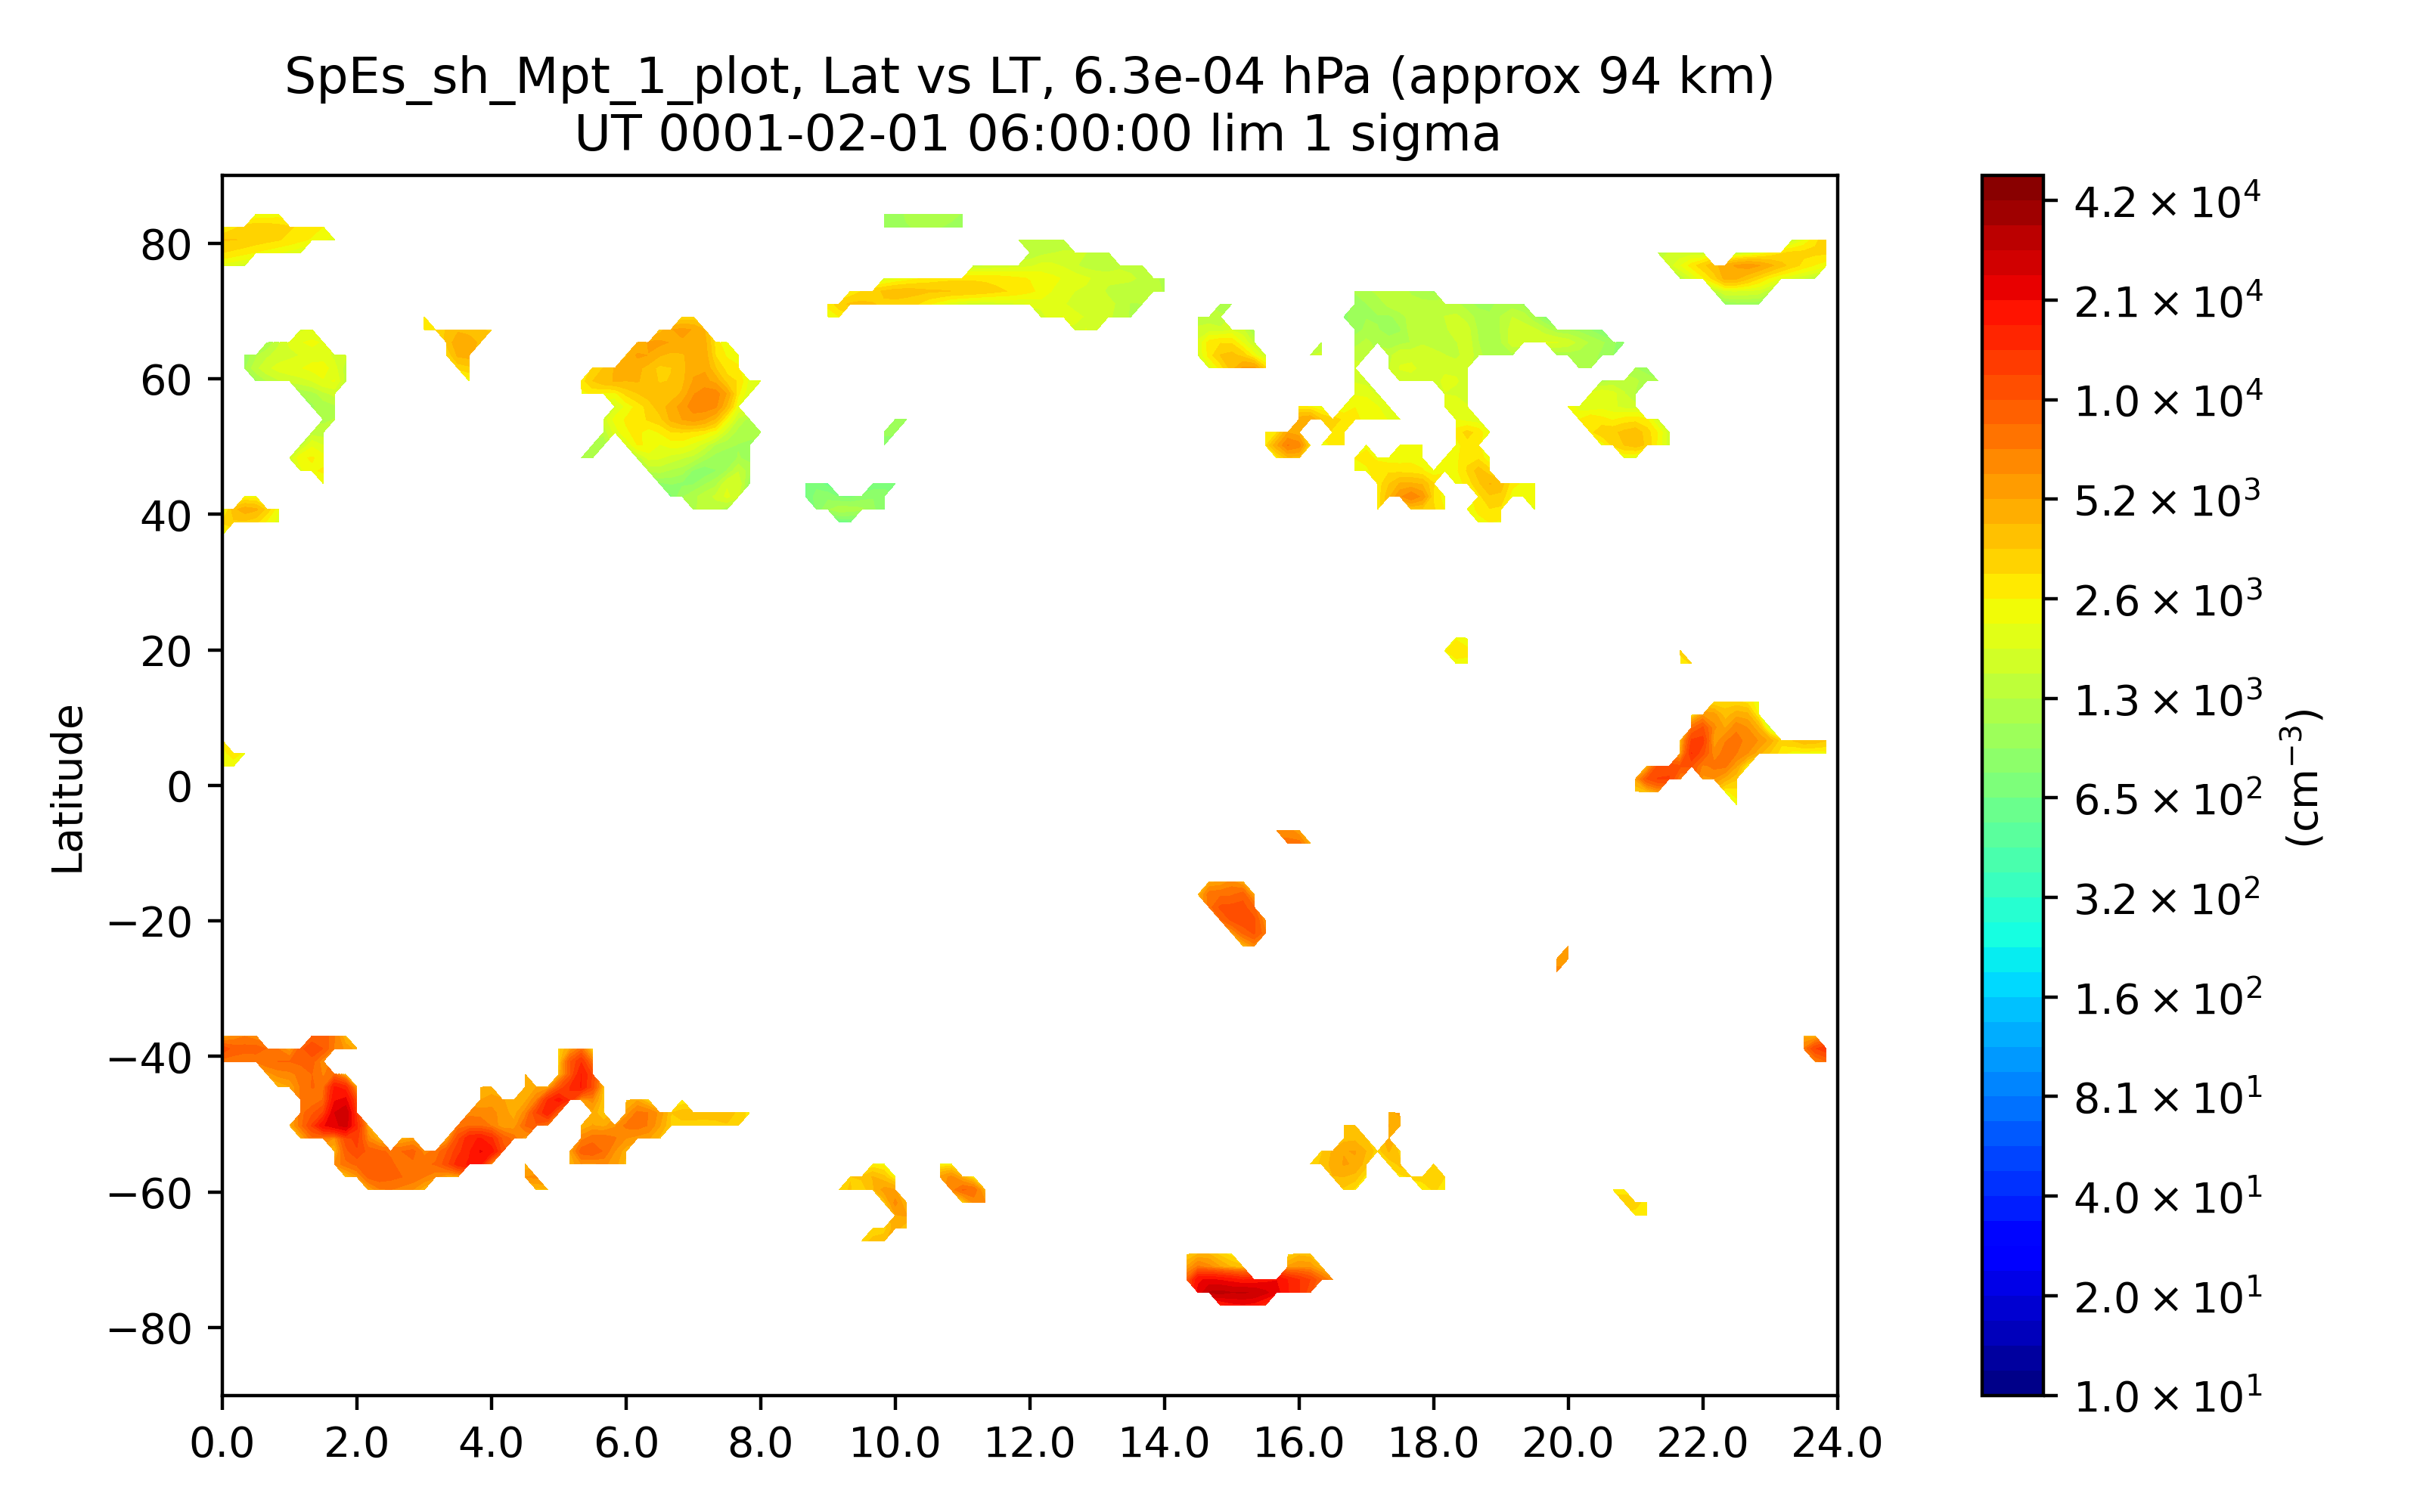 SpEs_sh_Mpt_1_plot, Lat vs LT, 6.3e-04 hPa (approx 94 km)
UT 0001-02-01 06:00:00 lim 1 sigma
Latitude
80
60
40
20
0
−20
−40
−60
−80
0.0 2.0 4.0 6.0 8.0 10.0 12.0 14.0 16.0 18.0 20.0 22.0 24.0
4.2 × 10⁴
2.1 × 10⁴
1.0 × 10⁴
5.2 × 10³
2.6 × 10³
1.3 × 10³
6.5 × 10²
3.2 × 10²
1.6 × 10²
8.1 × 10¹
4.0 × 10¹
2.0 × 10¹
1.0 × 10¹
(cm⁻³)